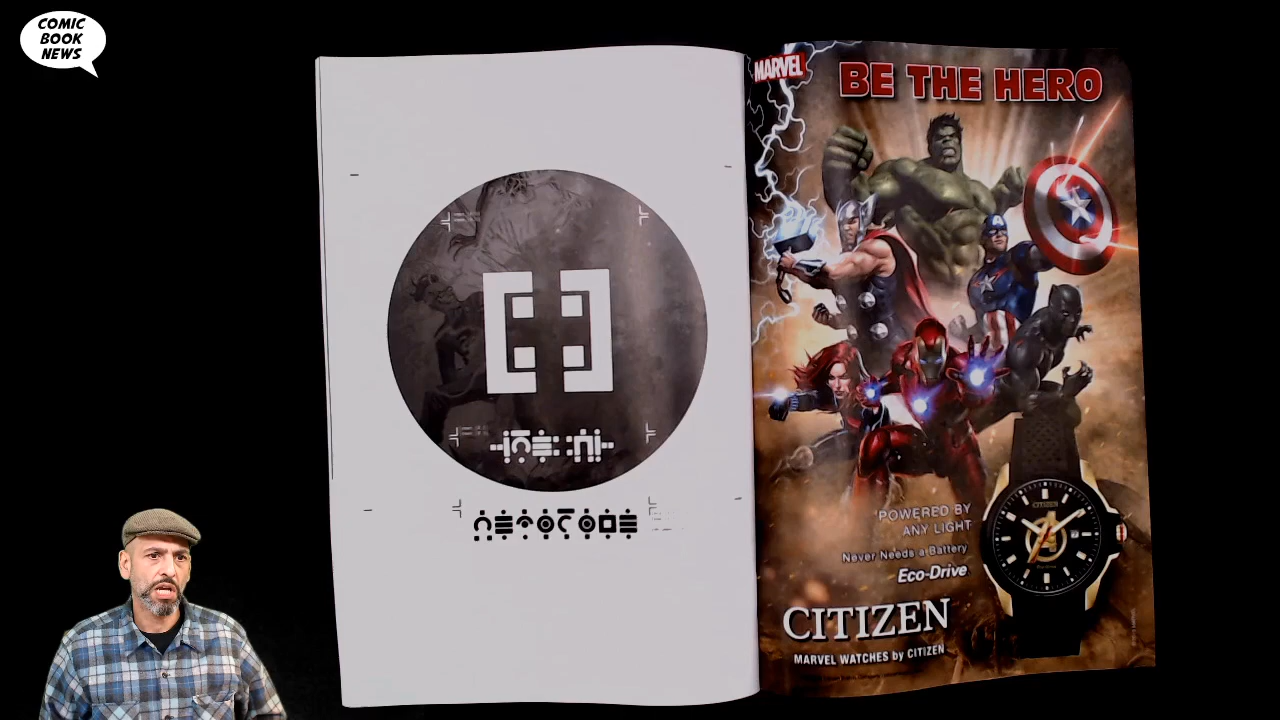 COMIC
BOOK
NEWS
MARVEL
BE THE HERO
POWERED BY
ANY LIGHT
Never Needs a Battery
Eco-Drive
CITIZEN
MARVEL WATCHES by CITIZEN
CITIZEN